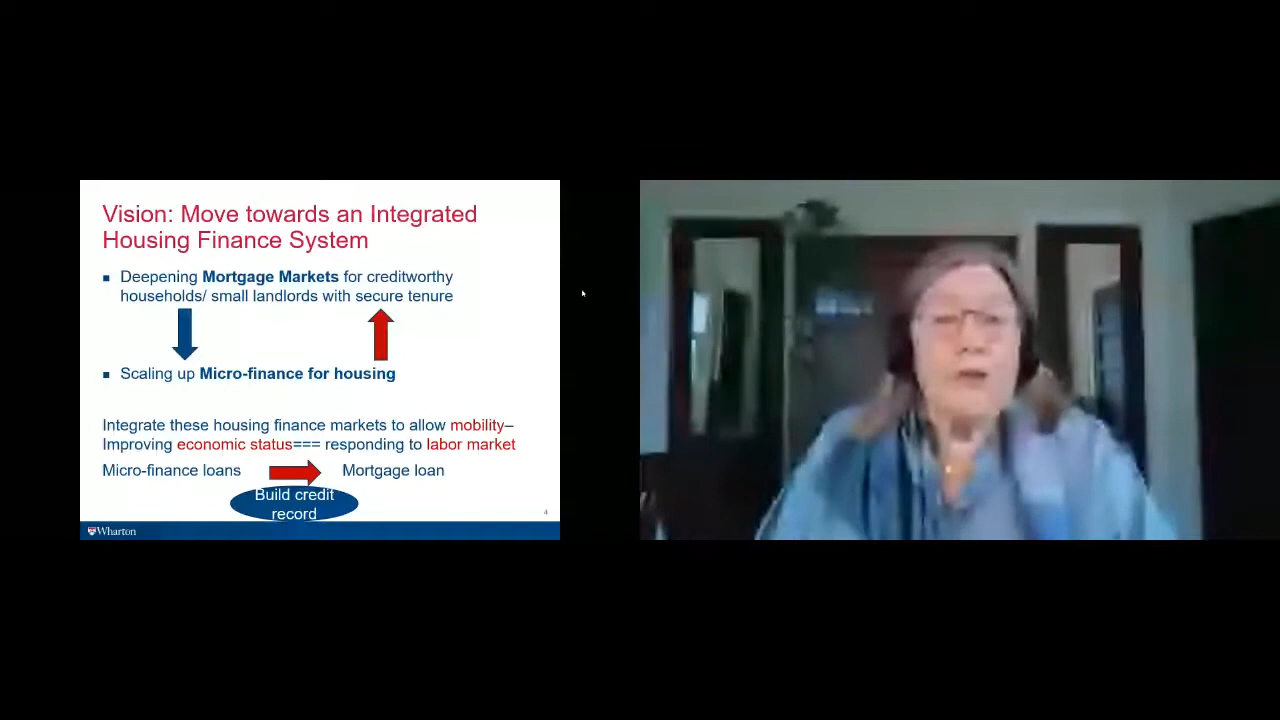 Vision: Move towards an Integrated
Housing Finance System
Deepening Mortgage Markets for creditworthy
households/ small landlords with secure tenure
Scaling up Micro-finance for housing
Integrate these housing finance markets to allow mobility–
Improving economic status=== responding to labor market
Micro-finance loans Mortgage loan
Build credit
record
4
Wharton